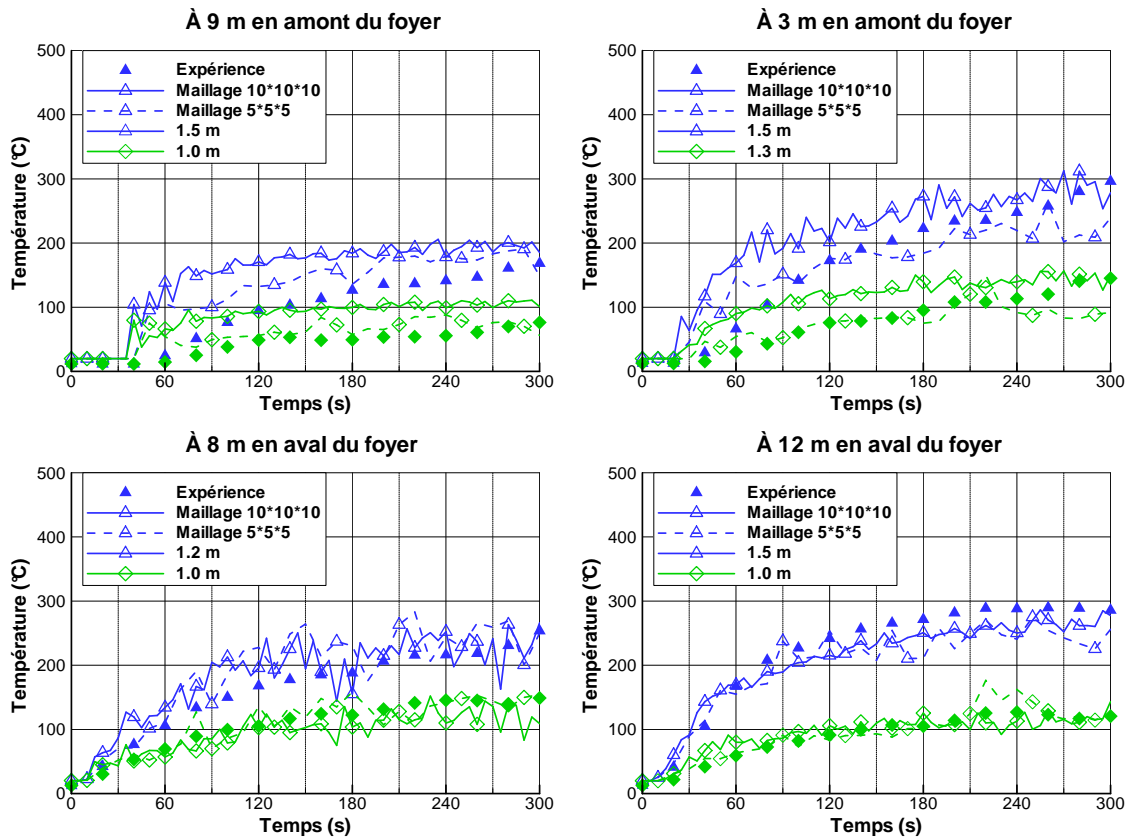 À 9 m en amont du foyer
Température (°C)
500
400
300
200
100
0
Expérience
Maillage 10*10*10
Maillage 5*5*5
1.5 m
1.0 m
0 60 120 180 240 300
Temps (s)
À 3 m en amont du foyer
Température (°C)
500
400
300
200
100
0
Expérience
Maillage 10*10*10
Maillage 5*5*5
1.5 m
1.3 m
0 60 120 180 240 300
Temps (s)
À 8 m en aval du foyer
Température (°C)
500
400
300
200
100
0
Expérience
Maillage 10*10*10
Maillage 5*5*5
1.2 m
1.0 m
0 60 120 180 240 300
Temps (s)
À 12 m en aval du foyer
Température (°C)
500
400
300
200
100
0
Expérience
Maillage 10*10*10
Maillage 5*5*5
1.5 m
1.0 m
0 60 120 180 240 300
Temps (s)